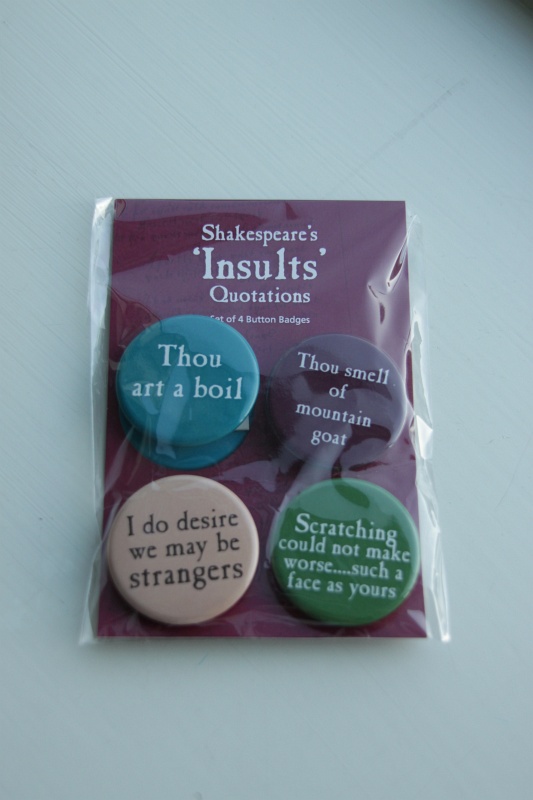 Shakespeare's
'Insults'
Quotations
Set of 4 Button Badges
Thou
art a boil
Thou smell
of
mountain
goat
I do desire
we may be
strangers
Scratching
could not make
worse....such a
face as yours